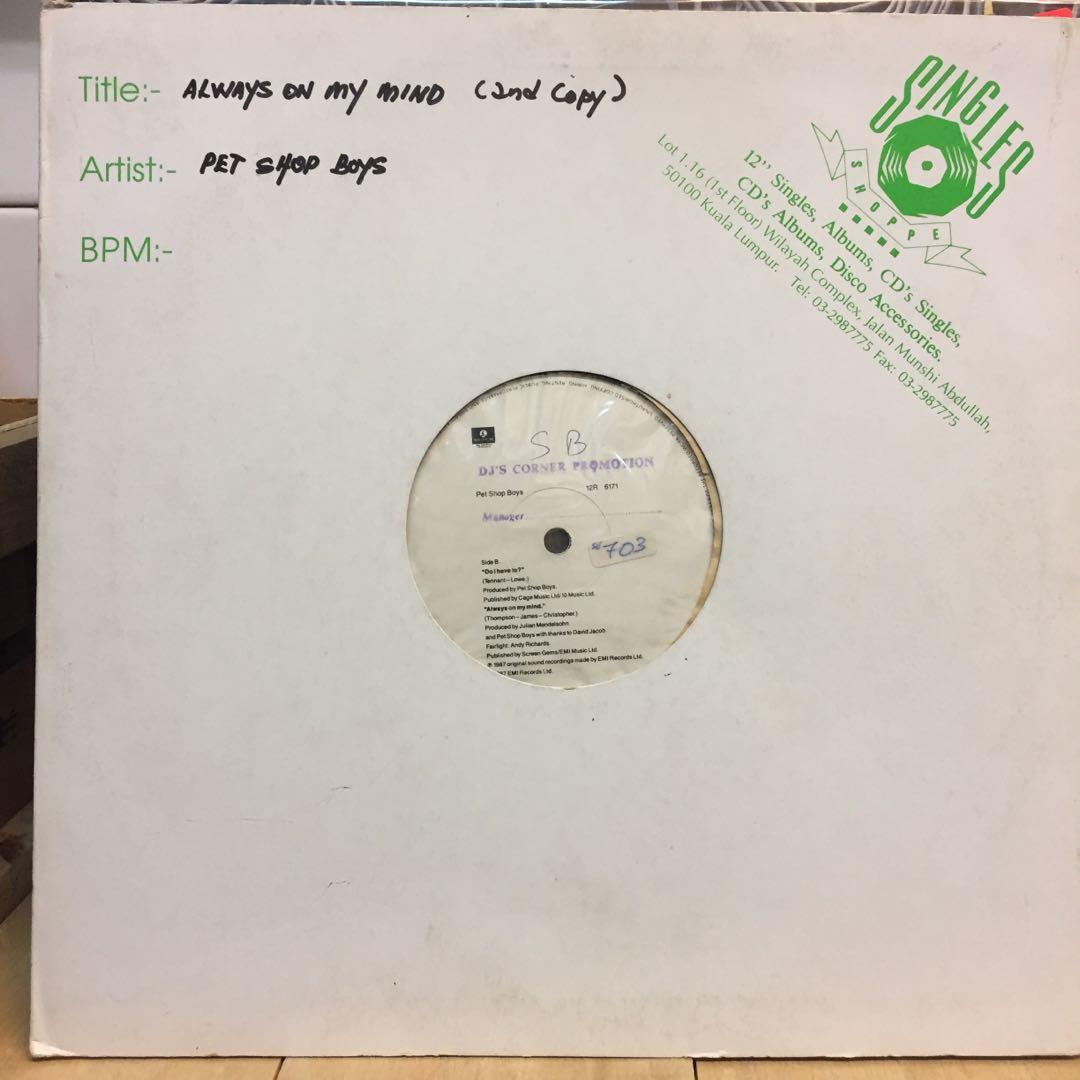 Title:- ALWAYS ON MY MIND (2nd copy)
Artist:- PET SHOP BOYS
BPM:-
SINGLES
SHOPPE
12" Singles, Albums, CD's Singles,
CD's Albums, Disco Accessories.
Lot 1.16 (1st Floor) Wilayah Complex, Jalan Munshi Abdullah,
50100 Kuala Lumpur. Tel: 03-2987775 Fax: 03-2987775
SB
DJ'S CORNER PROMOTION
Pet Shop Boys 12R 6171
Manager
703
Side B
"Do I have to?"
(Tennant–Lowe.)
Produced by Pet Shop Boys.
Published by Cage Music Ltd/10 Music Ltd.
"Always on my mind."
(Thompson–James–Christopher.)
Produced by Julian Mendelsohn
and Pet Shop Boys with thanks to David Jacob.
Fairlight: Andy Richards.
Published by Screen Gems/EMI Music Ltd.
℗ 1987 original sound recordings made by EMI Records Ltd.
EMI Records Ltd.